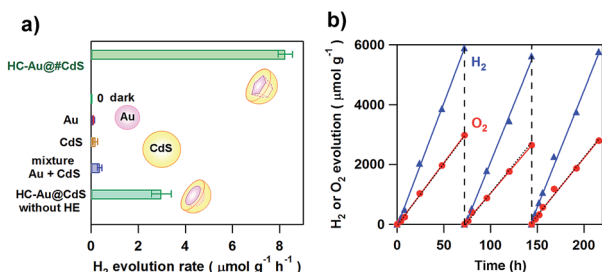 a)
HC-Au@#CdS
0 dark
Au
Au
CdS
CdS
mixture
Au + CdS
HC-Au@CdS
without HE
0 2 4 6 8
H₂ evolution rate ( μmol g⁻¹ h⁻¹ )
b)
H₂ or O₂ evolution ( μmol g⁻¹ )
6000
4000
2000
0
H₂
O₂
0 50 100 150 200
Time (h)